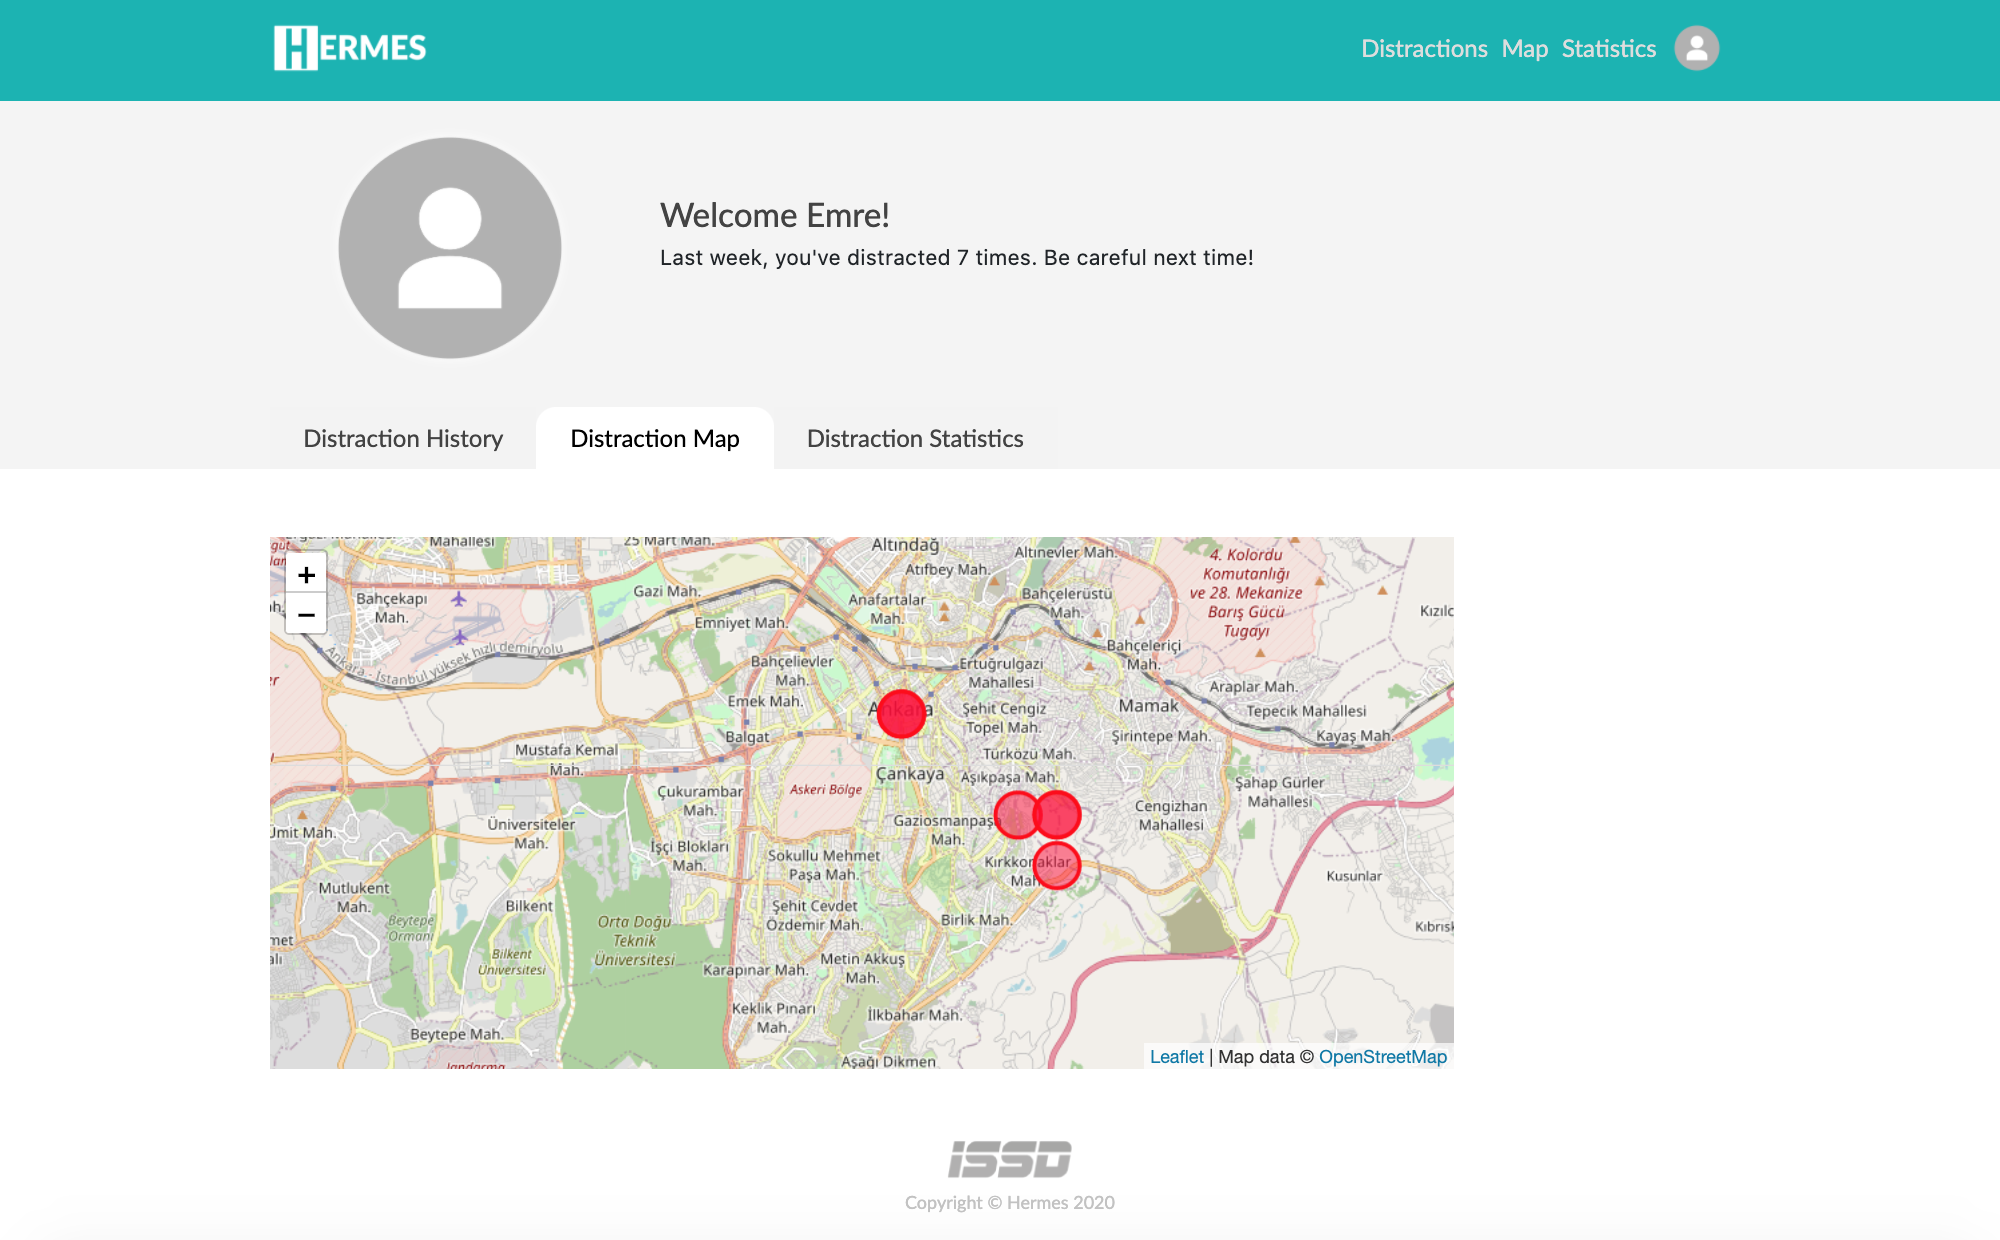 HERMES
Distractions Map Statistics
Welcome Emre!
Last week, you've distracted 7 times. Be careful next time!
Distraction History
Distraction Map
Distraction Statistics
+
−
Mahallesi
25 Mart Mah.
Altındağ
Altınevler Mah.
4. Kolordu
Komutanlığı
ve 28. Mekanize
Barış Gücü
Tugayı
Atıfbey Mah.
Bahçekapı
Mah.
Gazi Mah.
Anafartalar
Mah.
Bahçelerüstü
Mah.
Emniyet Mah.
Ankara - İstanbul yüksek hızlı demiryolu
Bahçelievler
Mah.
Ertuğrulgazi
Mahallesi
Bahçeleriçi
Mah.
Araplar Mah.
Emek Mah.
Ankara
Şehit Cengiz
Topel Mah.
Mamak
Tepecik Mahallesi
Balgat
Şirintepe Mah.
Kayaş Mah.
Mustafa Kemal
Mah.
Türközü Mah.
Çankaya
Aşıkpaşa Mah.
Şahap Gürler
Mahallesi
Çukurambar
Mah.
Askeri Bölge
Cengizhan
Mahallesi
Ümit Mah.
Üniversiteler
Mah.
Gaziosmanpaşa
Mah.
İşçi Blokları
Mah.
Sokullu Mehmet
Paşa Mah.
Kırkkonaklar
Mah.
Kusunlar
Mutlukent
Mah.
Bilkent
Şehit Cevdet
Özdemir Mah.
Birlik Mah.
Beytepe
Ormanı
Orta Doğu
Teknik
Üniversitesi
Bilkent
Üniversitesi
Karapınar Mah.
Metin Akkuş
Mah.
Keklik Pınarı
Mah.
İlkbahar Mah.
Beytepe Mah.
Aşağı Dikmen
Jandarma
Leaflet | Map data © OpenStreetMap
ISSD
Copyright © Hermes 2020